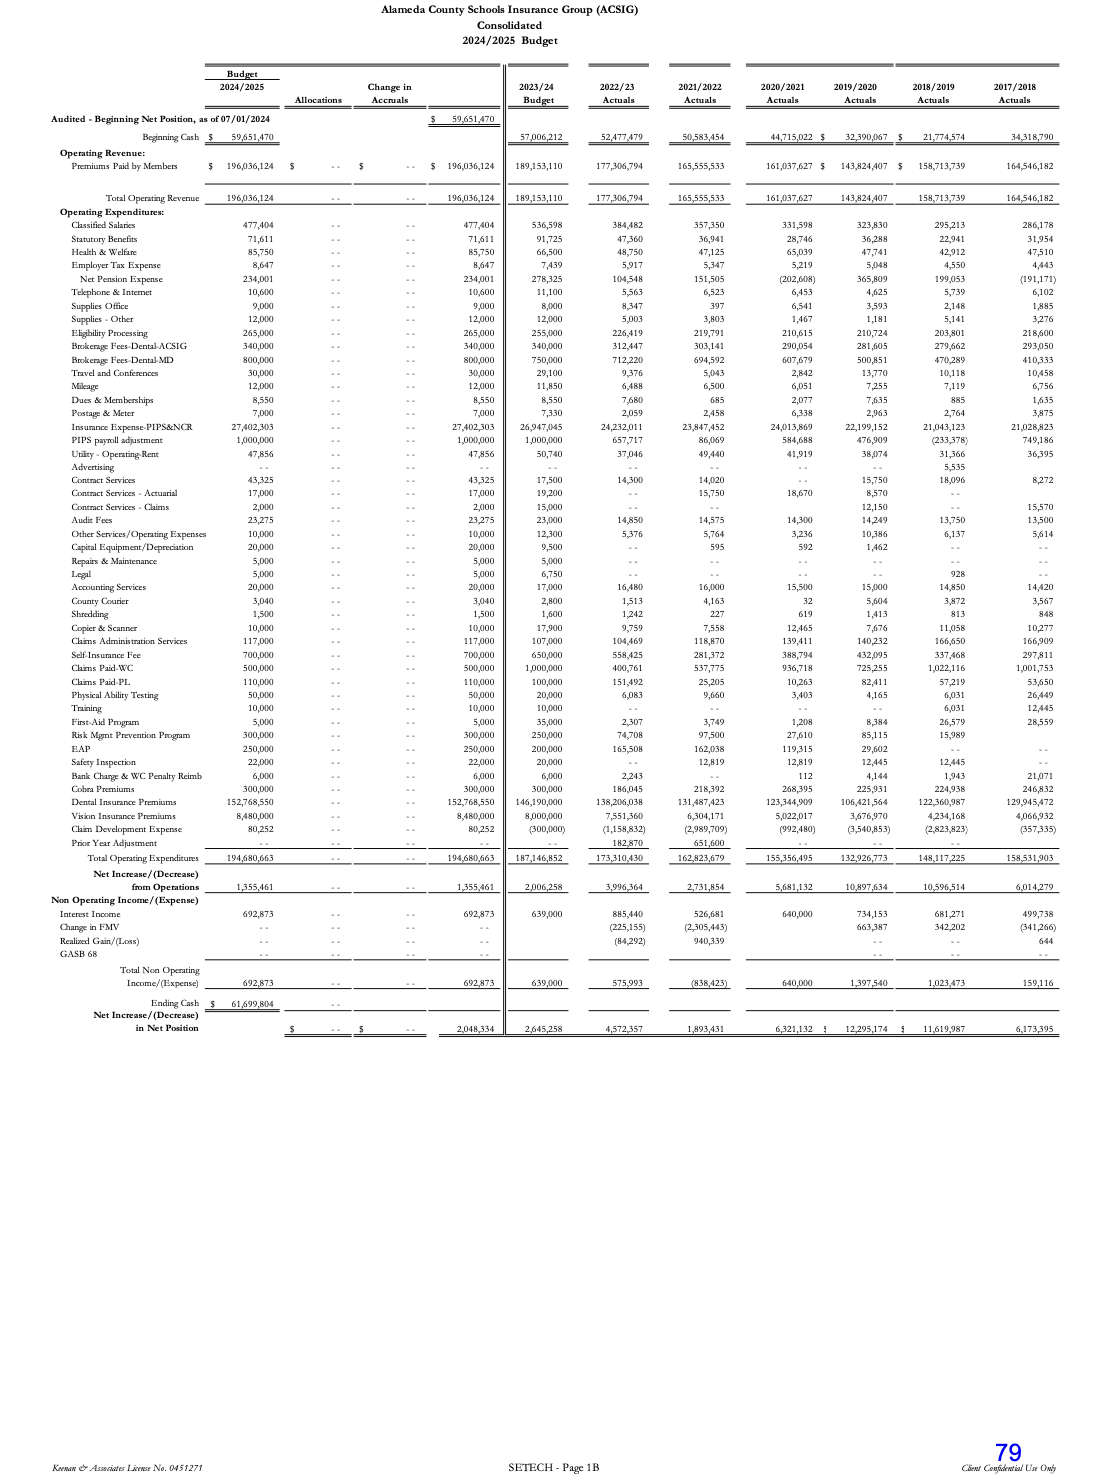 Alameda County Schools Insurance Group (ACSIG)
Consolidated
2024/2025 Budget
Budget
2024/2025 Change in 2023/24 2022/23 2021/2022 2020/2021 2019/2020 2018/2019 2017/2018
Allocations Accruals Budget Actuals Actuals Actuals Actuals Actuals Actuals
Audited - Beginning Net Position, as of 07/01/2024 $ 59,651,470
Beginning Cash $ 59,651,470 57,006,212 52,477,479 50,583,454 44,715,022 $ 32,390,067 $ 21,774,574 34,318,790
Operating Revenue:
Premiums Paid by Members $ 196,036,124 $ - - $ - - $ 196,036,124 189,153,110 177,306,794 165,555,533 161,037,627 $ 143,824,407 $ 158,713,739 164,546,182
Total Operating Revenue 196,036,124 - - - - 196,036,124 189,153,110 177,306,794 165,555,533 161,037,627 143,824,407 158,713,739 164,546,182
Operating Expenditures:
Classified Salaries 477,404 - - - - 477,404 536,598 384,482 357,350 331,598 323,830 295,213 286,178
Statutory Benefits 71,611 - - - - 71,611 91,725 47,360 36,941 28,746 36,288 22,941 31,954
Health & Welfare 85,750 - - - - 85,750 66,500 48,750 47,125 65,039 47,741 42,912 47,510
Employer Tax Expense 8,647 - - - - 8,647 7,439 5,917 5,347 5,219 5,048 4,550 4,443
Net Pension Expense 234,001 - - - - 234,001 278,325 104,548 151,505 (202,608) 365,809 199,053 (191,171)
Telephone & Internet 10,600 - - - - 10,600 11,100 5,563 6,523 6,453 4,625 5,739 6,102
Supplies Office 9,000 - - - - 9,000 8,000 8,347 397 6,541 3,593 2,148 1,885
Supplies - Other 12,000 - - - - 12,000 12,000 5,003 3,803 1,467 1,181 5,141 3,276
Eligibility Processing 265,000 - - - - 265,000 255,000 226,419 219,791 210,615 210,724 203,801 218,600
Brokerage Fees-Dental-ACSIG 340,000 - - - - 340,000 340,000 312,447 303,141 290,054 281,605 279,662 293,050
Brokerage Fees-Dental-MD 800,000 - - - - 800,000 750,000 712,220 694,592 607,679 500,851 470,289 410,333
Travel and Conferences 30,000 - - - - 30,000 29,100 9,376 5,043 2,842 13,770 10,118 10,458
Mileage 12,000 - - - - 12,000 11,850 6,488 6,500 6,051 7,255 7,119 6,756
Dues & Memberships 8,550 - - - - 8,550 8,550 7,680 685 2,077 7,635 885 1,635
Postage & Meter 7,000 - - - - 7,000 7,330 2,059 2,458 6,338 2,963 2,764 3,875
Insurance Expense-PIPS&NCR 27,402,303 - - - - 27,402,303 26,947,045 24,232,011 23,847,452 24,013,869 22,199,152 21,043,123 21,028,823
PIPS payroll adjustment 1,000,000 - - - - 1,000,000 1,000,000 657,717 86,069 584,688 476,909 (233,378) 749,186
Utility - Operating-Rent 47,856 - - - - 47,856 50,740 37,046 49,440 41,919 38,074 31,366 36,395
Advertising - - - - - - - - - - - - - - - - - - 5,535
Contract Services 43,325 - - - - 43,325 17,500 14,300 14,020 - - 15,750 18,096 8,272
Contract Services - Actuarial 17,000 - - - - 17,000 19,200 - - 15,750 18,670 8,570 - -
Contract Services - Claims 2,000 - - - - 2,000 15,000 - - - - 12,150 - - 15,570
Audit Fees 23,275 - - - - 23,275 23,000 14,850 14,575 14,300 14,249 13,750 13,500
Other Services/Operating Expenses 10,000 - - - - 10,000 12,300 5,376 5,764 3,236 10,386 6,137 5,614
Capital Equipment/Depreciation 20,000 - - - - 20,000 9,500 - - 595 592 1,462 - - - -
Repairs & Maintenance 5,000 - - - - 5,000 5,000 - - - - - - - - - - - -
Legal 5,000 - - - - 5,000 6,750 - - - - - - - - 928 - -
Accounting Services 20,000 - - - - 20,000 17,000 16,480 16,000 15,500 15,000 14,850 14,420
County Courier 3,040 - - - - 3,040 2,800 1,513 4,163 32 5,604 3,872 3,567
Shredding 1,500 - - - - 1,500 1,600 1,242 227 619 1,413 813 848
Copier & Scanner 10,000 - - - - 10,000 17,900 9,759 7,558 12,465 7,676 11,058 10,277
Claims Administration Services 117,000 - - - - 117,000 107,000 104,469 118,870 139,411 140,232 166,650 166,909
Self-Insurance Fee 700,000 - - - - 700,000 650,000 558,425 281,372 388,794 432,095 337,468 297,811
Claims Paid-WC 500,000 - - - - 500,000 1,000,000 400,761 537,775 936,718 725,255 1,022,116 1,001,753
Claims Paid-PL 110,000 - - - - 110,000 100,000 151,492 25,205 10,263 82,411 57,219 53,650
Physical Ability Testing 50,000 - - - - 50,000 20,000 6,083 9,660 3,403 4,165 6,031 26,449
Training 10,000 - - - - 10,000 10,000 - - - - - - - - 6,031 12,445
First-Aid Program 5,000 - - - - 5,000 35,000 2,307 3,749 1,208 8,384 26,579 28,559
Risk Mgmt Prevention Program 300,000 - - - - 300,000 250,000 74,708 97,500 27,610 85,115 15,989
EAP 250,000 - - - - 250,000 200,000 165,508 162,038 119,315 29,602 - - - -
Safety Inspection 22,000 - - - - 22,000 20,000 - - 12,819 12,819 12,445 12,445 - -
Bank Charge & WC Penalty Reimb 6,000 - - - - 6,000 6,000 2,243 - - 112 4,144 1,943 21,071
Cobra Premiums 300,000 - - - - 300,000 300,000 186,045 218,392 268,395 225,931 224,938 246,832
Dental Insurance Premiums 152,768,550 - - - - 152,768,550 146,190,000 138,206,038 131,487,423 123,344,909 106,421,564 122,360,987 129,945,472
Vision Insurance Premiums 8,480,000 - - - - 8,480,000 8,000,000 7,551,360 6,304,171 5,022,017 3,676,970 4,234,168 4,066,932
Claim Development Expense 80,252 - - - - 80,252 (300,000) (1,158,832) (2,989,709) (992,480) (3,540,853) (2,823,823) (357,335)
Prior Year Adjustment - - - - - - - - - - 182,870 651,600 - - - - - -
Total Operating Expenditures 194,680,663 - - - - 194,680,663 187,146,852 173,310,430 162,823,679 155,356,495 132,926,773 148,117,225 158,531,903
Net Increase/(Decrease)
from Operations 1,355,461 - - - - 1,355,461 2,006,258 3,996,364 2,731,854 5,681,132 10,897,634 10,596,514 6,014,279
Non Operating Income/(Expense)
Interest Income 692,873 - - - - 692,873 639,000 885,440 526,681 640,000 734,153 681,271 499,738
Change in FMV - - - - - - - - (225,155) (2,305,443) 663,387 342,202 (341,266)
Realized Gain/(Loss) - - - - - - - - (84,292) 940,339 - - - - 644
GASB 68 - - - - - - - - - - - - - -
Total Non Operating
Income/(Expense) 692,873 - - - - 692,873 639,000 575,993 (838,423) 640,000 1,397,540 1,023,473 159,116
Ending Cash $ 61,699,804 - -
Net Increase/(Decrease)
in Net Position $ - - $ - - 2,048,334 2,645,258 4,572,357 1,893,431 6,321,132 $ 12,295,174 $ 11,619,987 6,173,395
79
Keenan & Associates License No. 0451271 SETECH - Page 1B Client Confidential Use Only